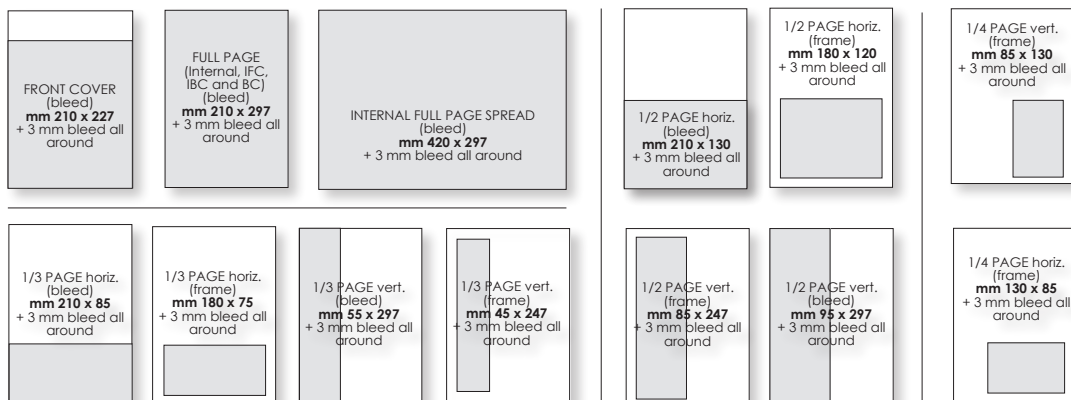 FRONT COVER
(bleed)
mm 210 x 227
+ 3 mm bleed all
around
FULL PAGE
(Internal, IFC,
IBC and BC)
(bleed)
mm 210 x 297
+ 3 mm bleed all
around
INTERNAL FULL PAGE SPREAD
(bleed)
mm 420 x 297
+ 3 mm bleed all around
1/2 PAGE horiz.
(bleed)
mm 210 x 130
+ 3 mm bleed all
around
1/2 PAGE horiz.
(frame)
mm 180 x 120
+ 3 mm bleed all
around
1/4 PAGE vert.
(frame)
mm 85 x 130
+ 3 mm bleed all
around
1/3 PAGE horiz.
(bleed)
mm 210 x 85
+ 3 mm bleed all
around
1/3 PAGE horiz.
(frame)
mm 180 x 75
+ 3 mm bleed all
around
1/3 PAGE vert.
(bleed)
mm 55 x 297
+ 3 mm bleed all
around
1/3 PAGE vert.
(frame)
mm 45 x 247
+ 3 mm bleed all
around
1/2 PAGE vert.
(frame)
mm 85 x 247
+ 3 mm bleed all
around
1/2 PAGE vert.
(bleed)
mm 95 x 297
+ 3 mm bleed all
around
1/4 PAGE horiz.
(frame)
mm 130 x 85
+ 3 mm bleed all
around